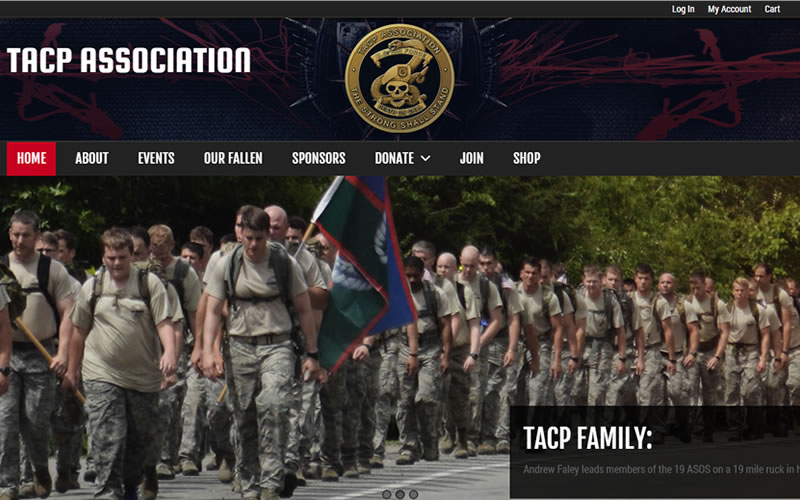 Log In My Account Cart
TACP ASSOCIATION
TACP ASSOCIATION
THE STRONG SHALL STAND
HOME ABOUT EVENTS OUR FALLEN SPONSORS DONATE JOIN SHOP
TACP FAMILY:
Andrew Faley leads members of the 19 ASOS on a 19 mile ruck in